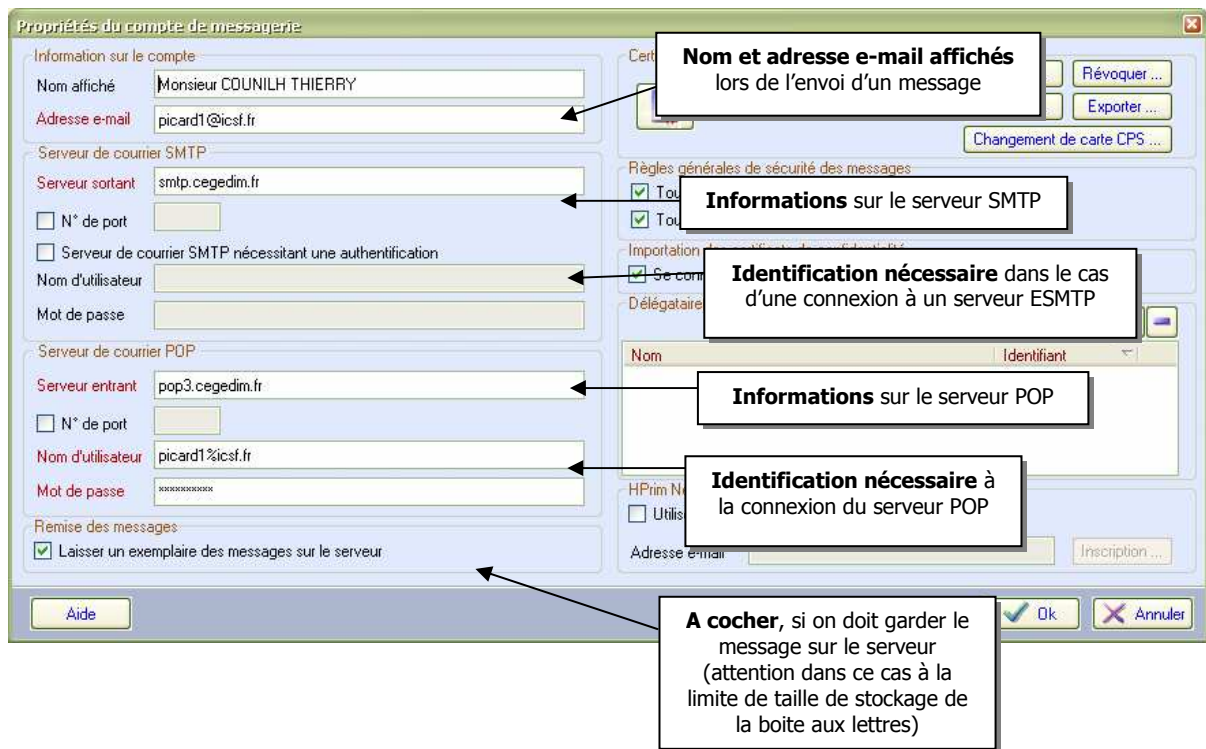 Propriétés du compte de messagerie
Information sur le compte
Nom affiché
Monsieur COUNILH THIERRY
Adresse e-mail
picard1@icsf.fr
Serveur de courrier SMTP
Serveur sortant
smtp.cegedim.fr
N° de port
Serveur de courrier SMTP nécessitant une authentification
Nom d'utilisateur
Mot de passe
Serveur de courrier POP
Serveur entrant
pop3.cegedim.fr
N° de port
Nom d'utilisateur
picard1%icsf.fr
Mot de passe
××××××××××
Remise des messages
Laisser un exemplaire des messages sur le serveur
Aide
Nom et adresse e-mail affichés
lors de l'envoi d'un message
Révoquer ...
Exporter ...
Changement de carte CPS ...
Règles générales de sécurité des messages
Informations sur le serveur SMTP
Identification nécessaire dans le cas
d'une connexion à un serveur ESMTP
Nom
Identifiant
Informations sur le serveur POP
Identification nécessaire à
la connexion du serveur POP
Adresse e-mail
Inscription ...
Ok
Annuler
A cocher, si on doit garder le
message sur le serveur
(attention dans ce cas à la
limite de taille de stockage de
la boite aux lettres)